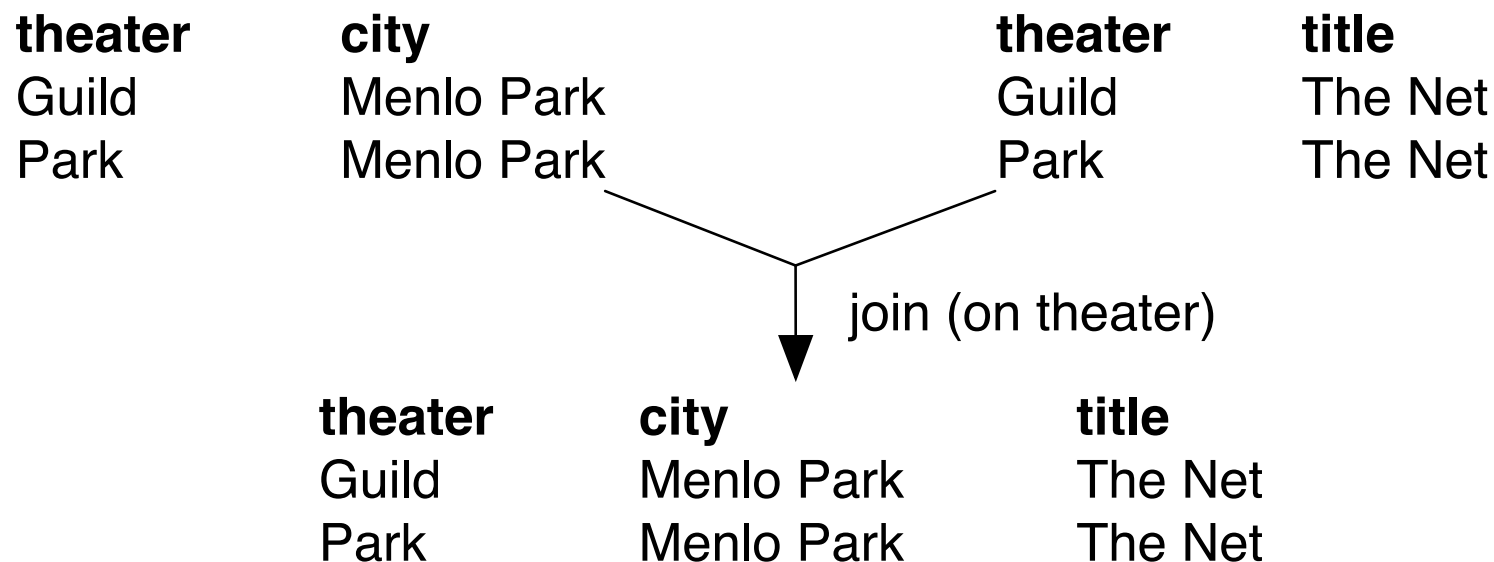 theater city theater title
Guild Menlo Park Guild The Net
Park Menlo Park Park The Net
join (on theater)
theater city title
Guild Menlo Park The Net
Park Menlo Park The Net